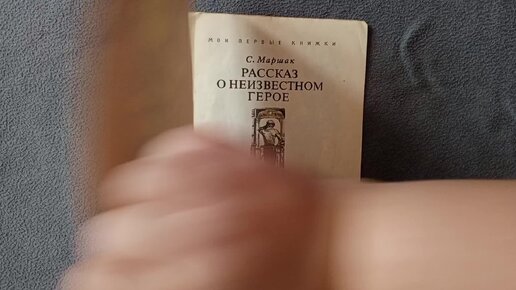 МОИ ПЕРВЫЕ КНИЖКИ
С. Маршак
РАССКАЗ
О НЕИЗВЕСТНОМ
ГЕРОЕ